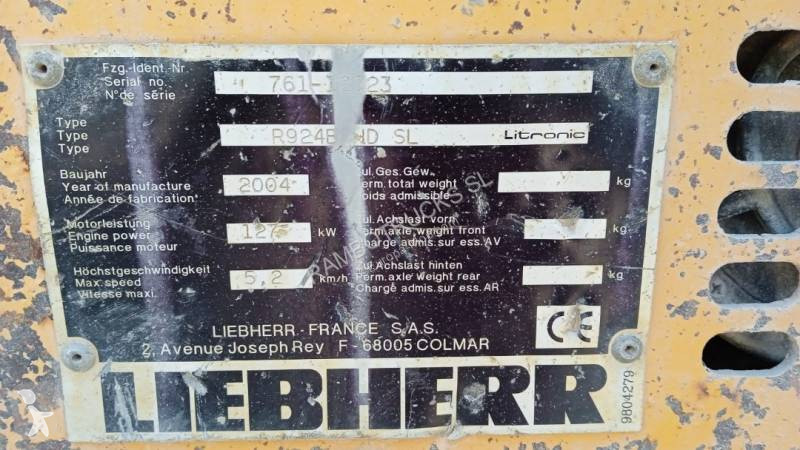 Fzg.-Ident.-Nr.
Serial no.
N° de série
Type
Type
Type
SL Litronic
Baujahr
Year of manufacture
Année de fabrication
2004
zul.Ges.Gew.
Perm. total weight
Poids admissible
kg
Motorleistung
Engine power
Puissance moteur
127 kW
zul.Achslast vorn
Perm.axle weight front
Charge admis.sur ess.AV
kg
Höchstgeschwindigkeit
Max. speed
Vitesse maxi.
5,2 km/h
zul.Achslast hinten
Perm.axle weight rear
Charge admis.sur ess.AR
kg
CE
LIEBHERR - FRANCE S.A.S.
2, Avenue Joseph Rey F - 68005 COLMAR
LIEBHERR
9804279